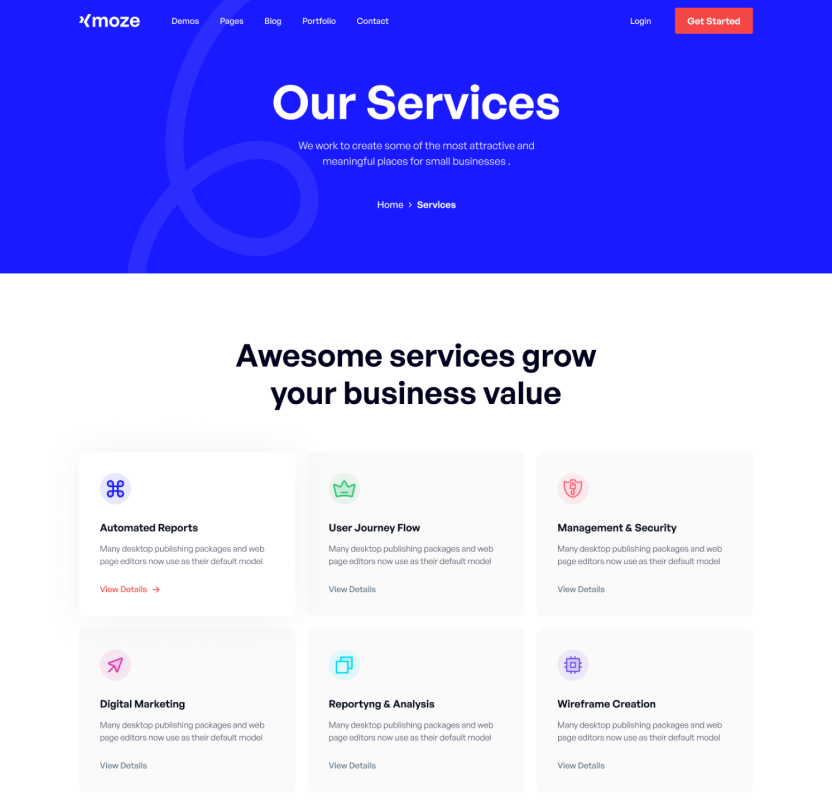 moze Demos Pages Blog Portfolio Contact Login Get Started
Our Services
We work to create some of the most attractive and
meaningful places for small businesses .
Home > Services
Awesome services grow
your business value
Automated Reports
Many desktop publishing packages and web
page editors now use as their default model
View Details →
User Journey Flow
Many desktop publishing packages and web
page editors now use as their default model
View Details
Management & Security
Many desktop publishing packages and web
page editors now use as their default model
View Details
Digital Marketing
Many desktop publishing packages and web
page editors now use as their default model
View Details
Reportyng & Analysis
Many desktop publishing packages and web
page editors now use as their default model
View Details
Wireframe Creation
Many desktop publishing packages and web
page editors now use as their default model
View Details